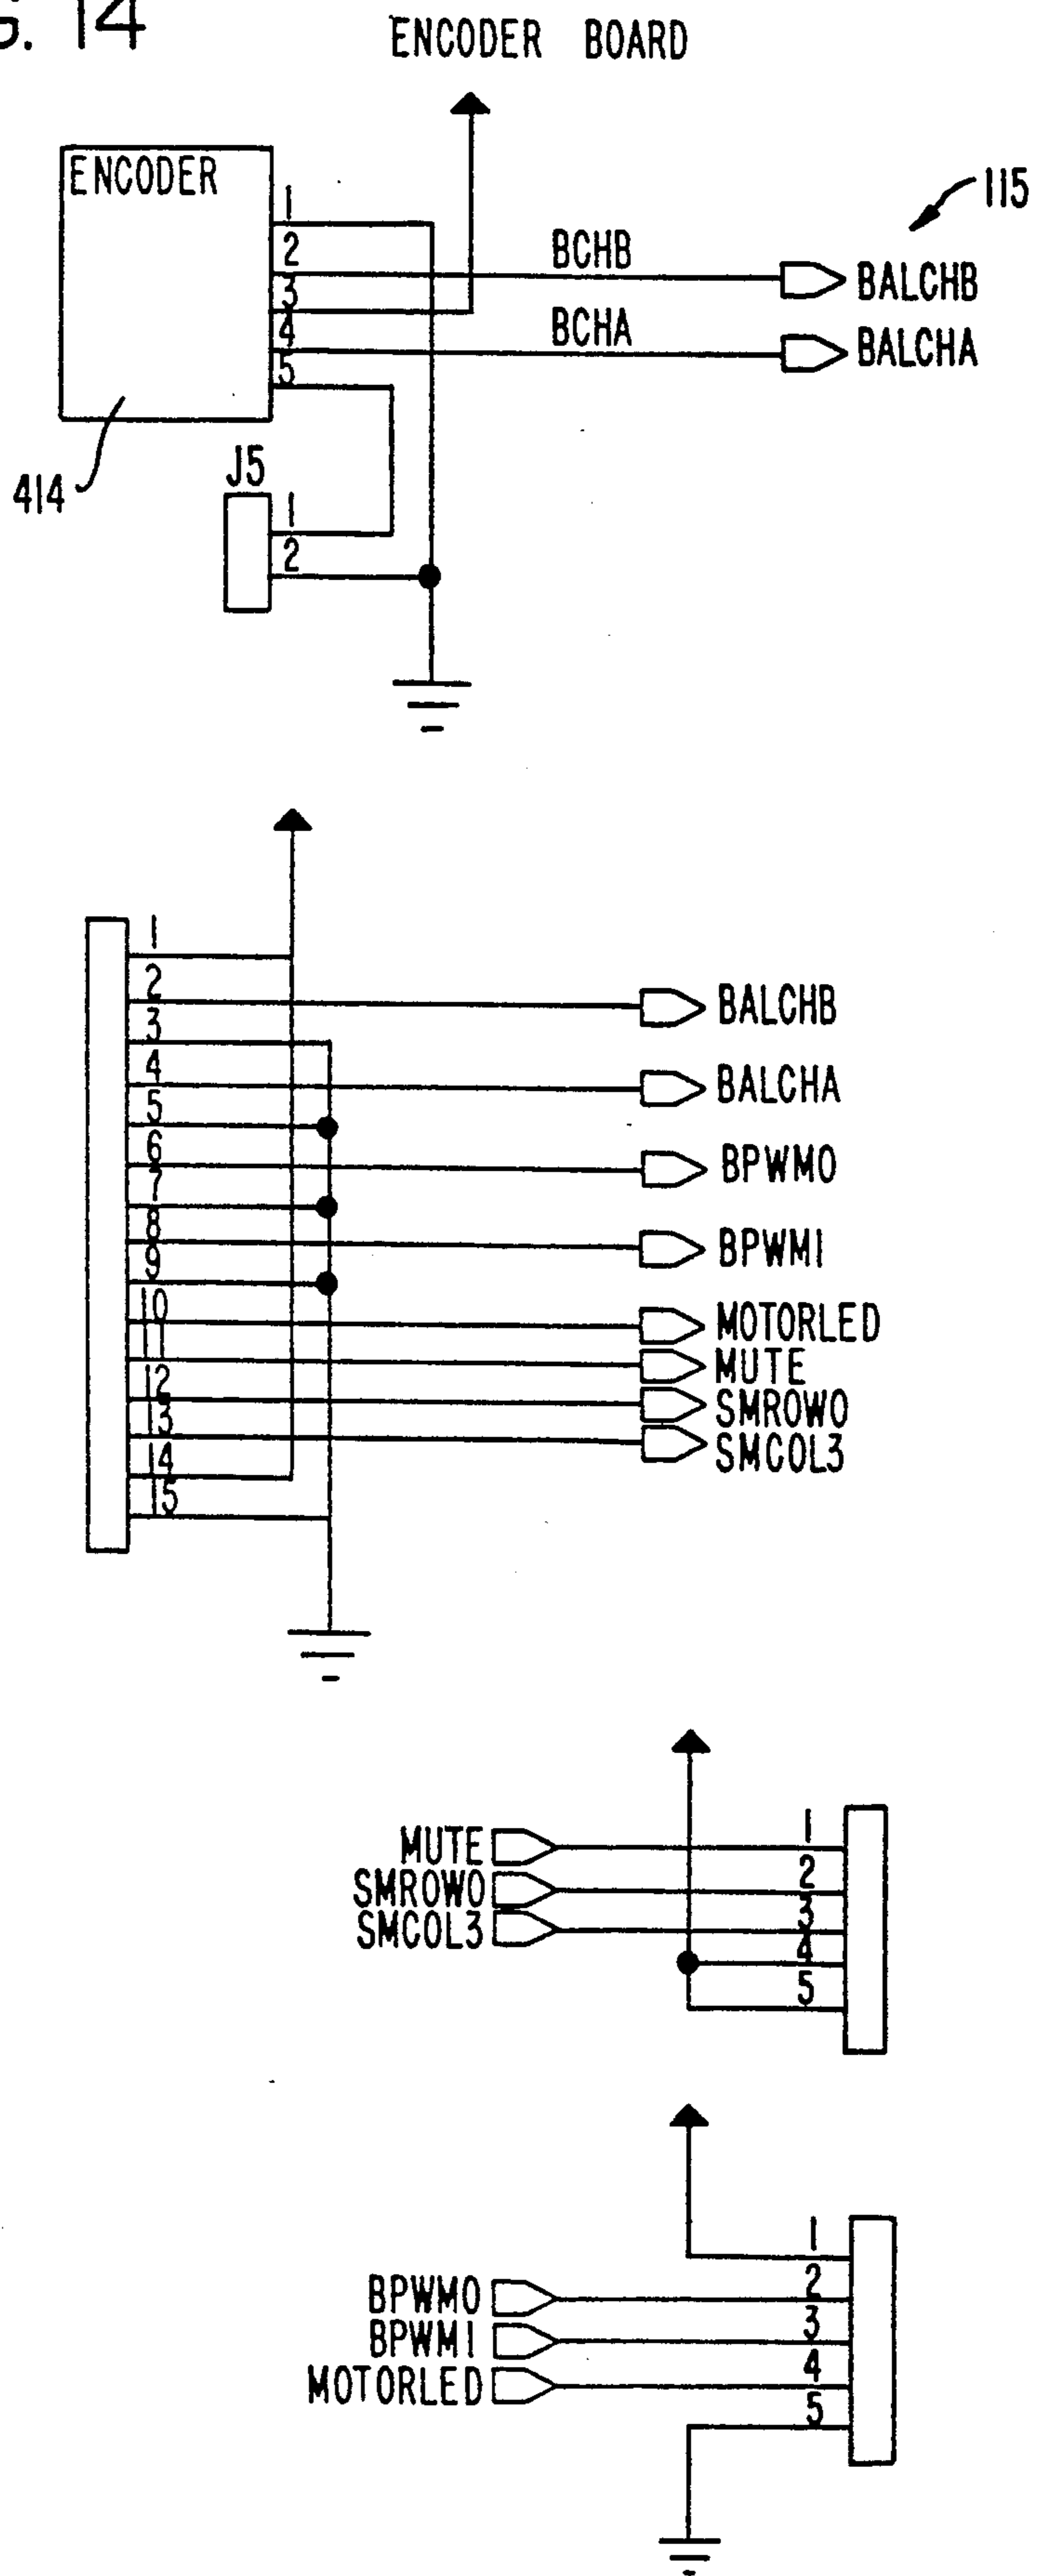 G. 14
ENCODER BOARD
ENCODER
1
2
3
4
5
BCHB
BCHA
BALCHB
BALCHA
115
414
J5
1
2
1
2
3
4
5
6
7
8
9
10
11
12
13
14
15
BALCHB
BALCHA
BPWM0
BPWM1
MOTORLED
MUTE
SMROW0
SMCOL3
MUTE
SMROW0
SMCOL3
1
2
3
4
5
BPWM0
BPWM1
MOTORLED
1
2
3
4
5